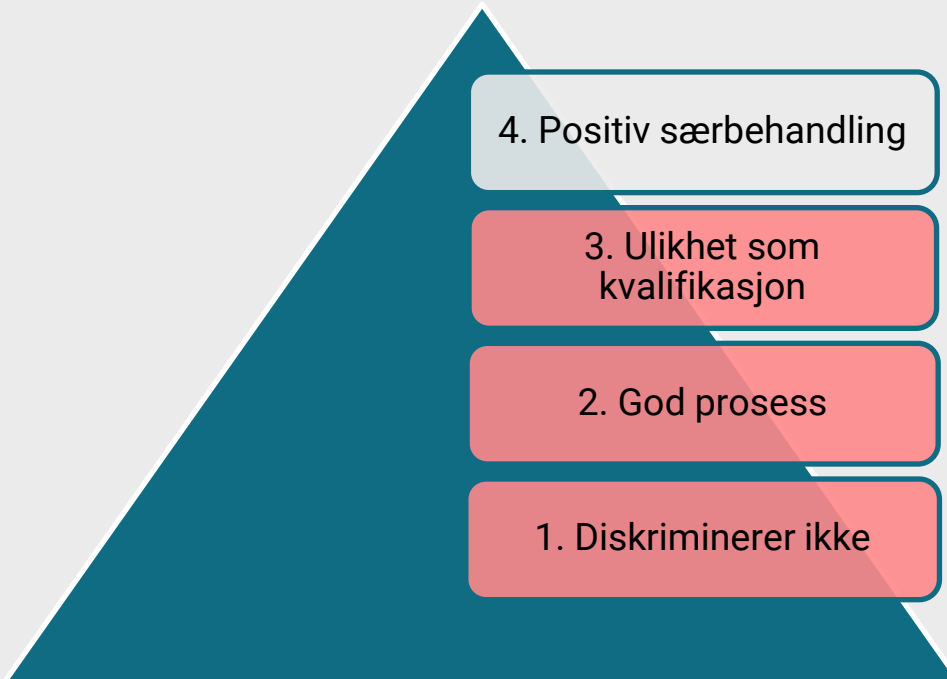 4. Positiv særbehandling
3. Ulikhet som
kvalifikasjon
2. God prosess
1. Diskriminerer ikke